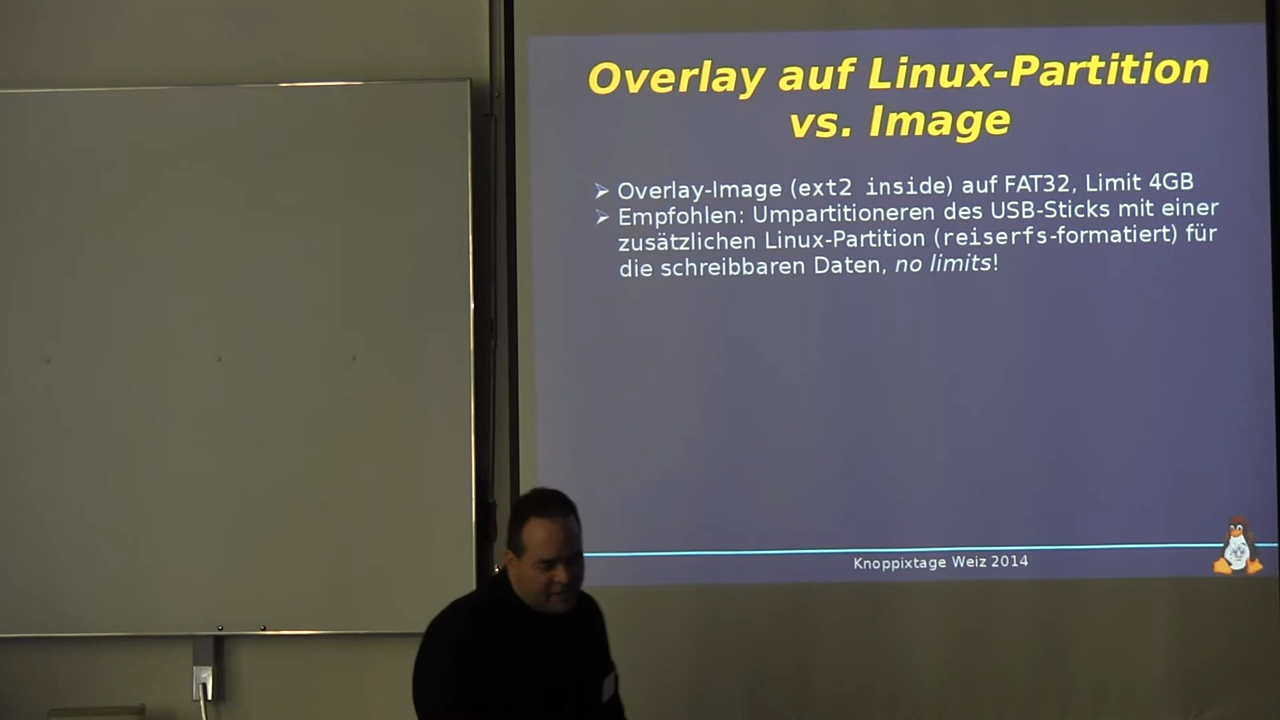 Overlay auf Linux-Partition
vs. Image
Overlay-Image (ext2 inside) auf FAT32, Limit 4GB
Empfohlen: Umpartitioneren des USB-Sticks mit einer
zusätzlichen Linux-Partition (reiserfs-formatiert) für
die schreibbaren Daten, no limits!
Knoppixtage Weiz 2014